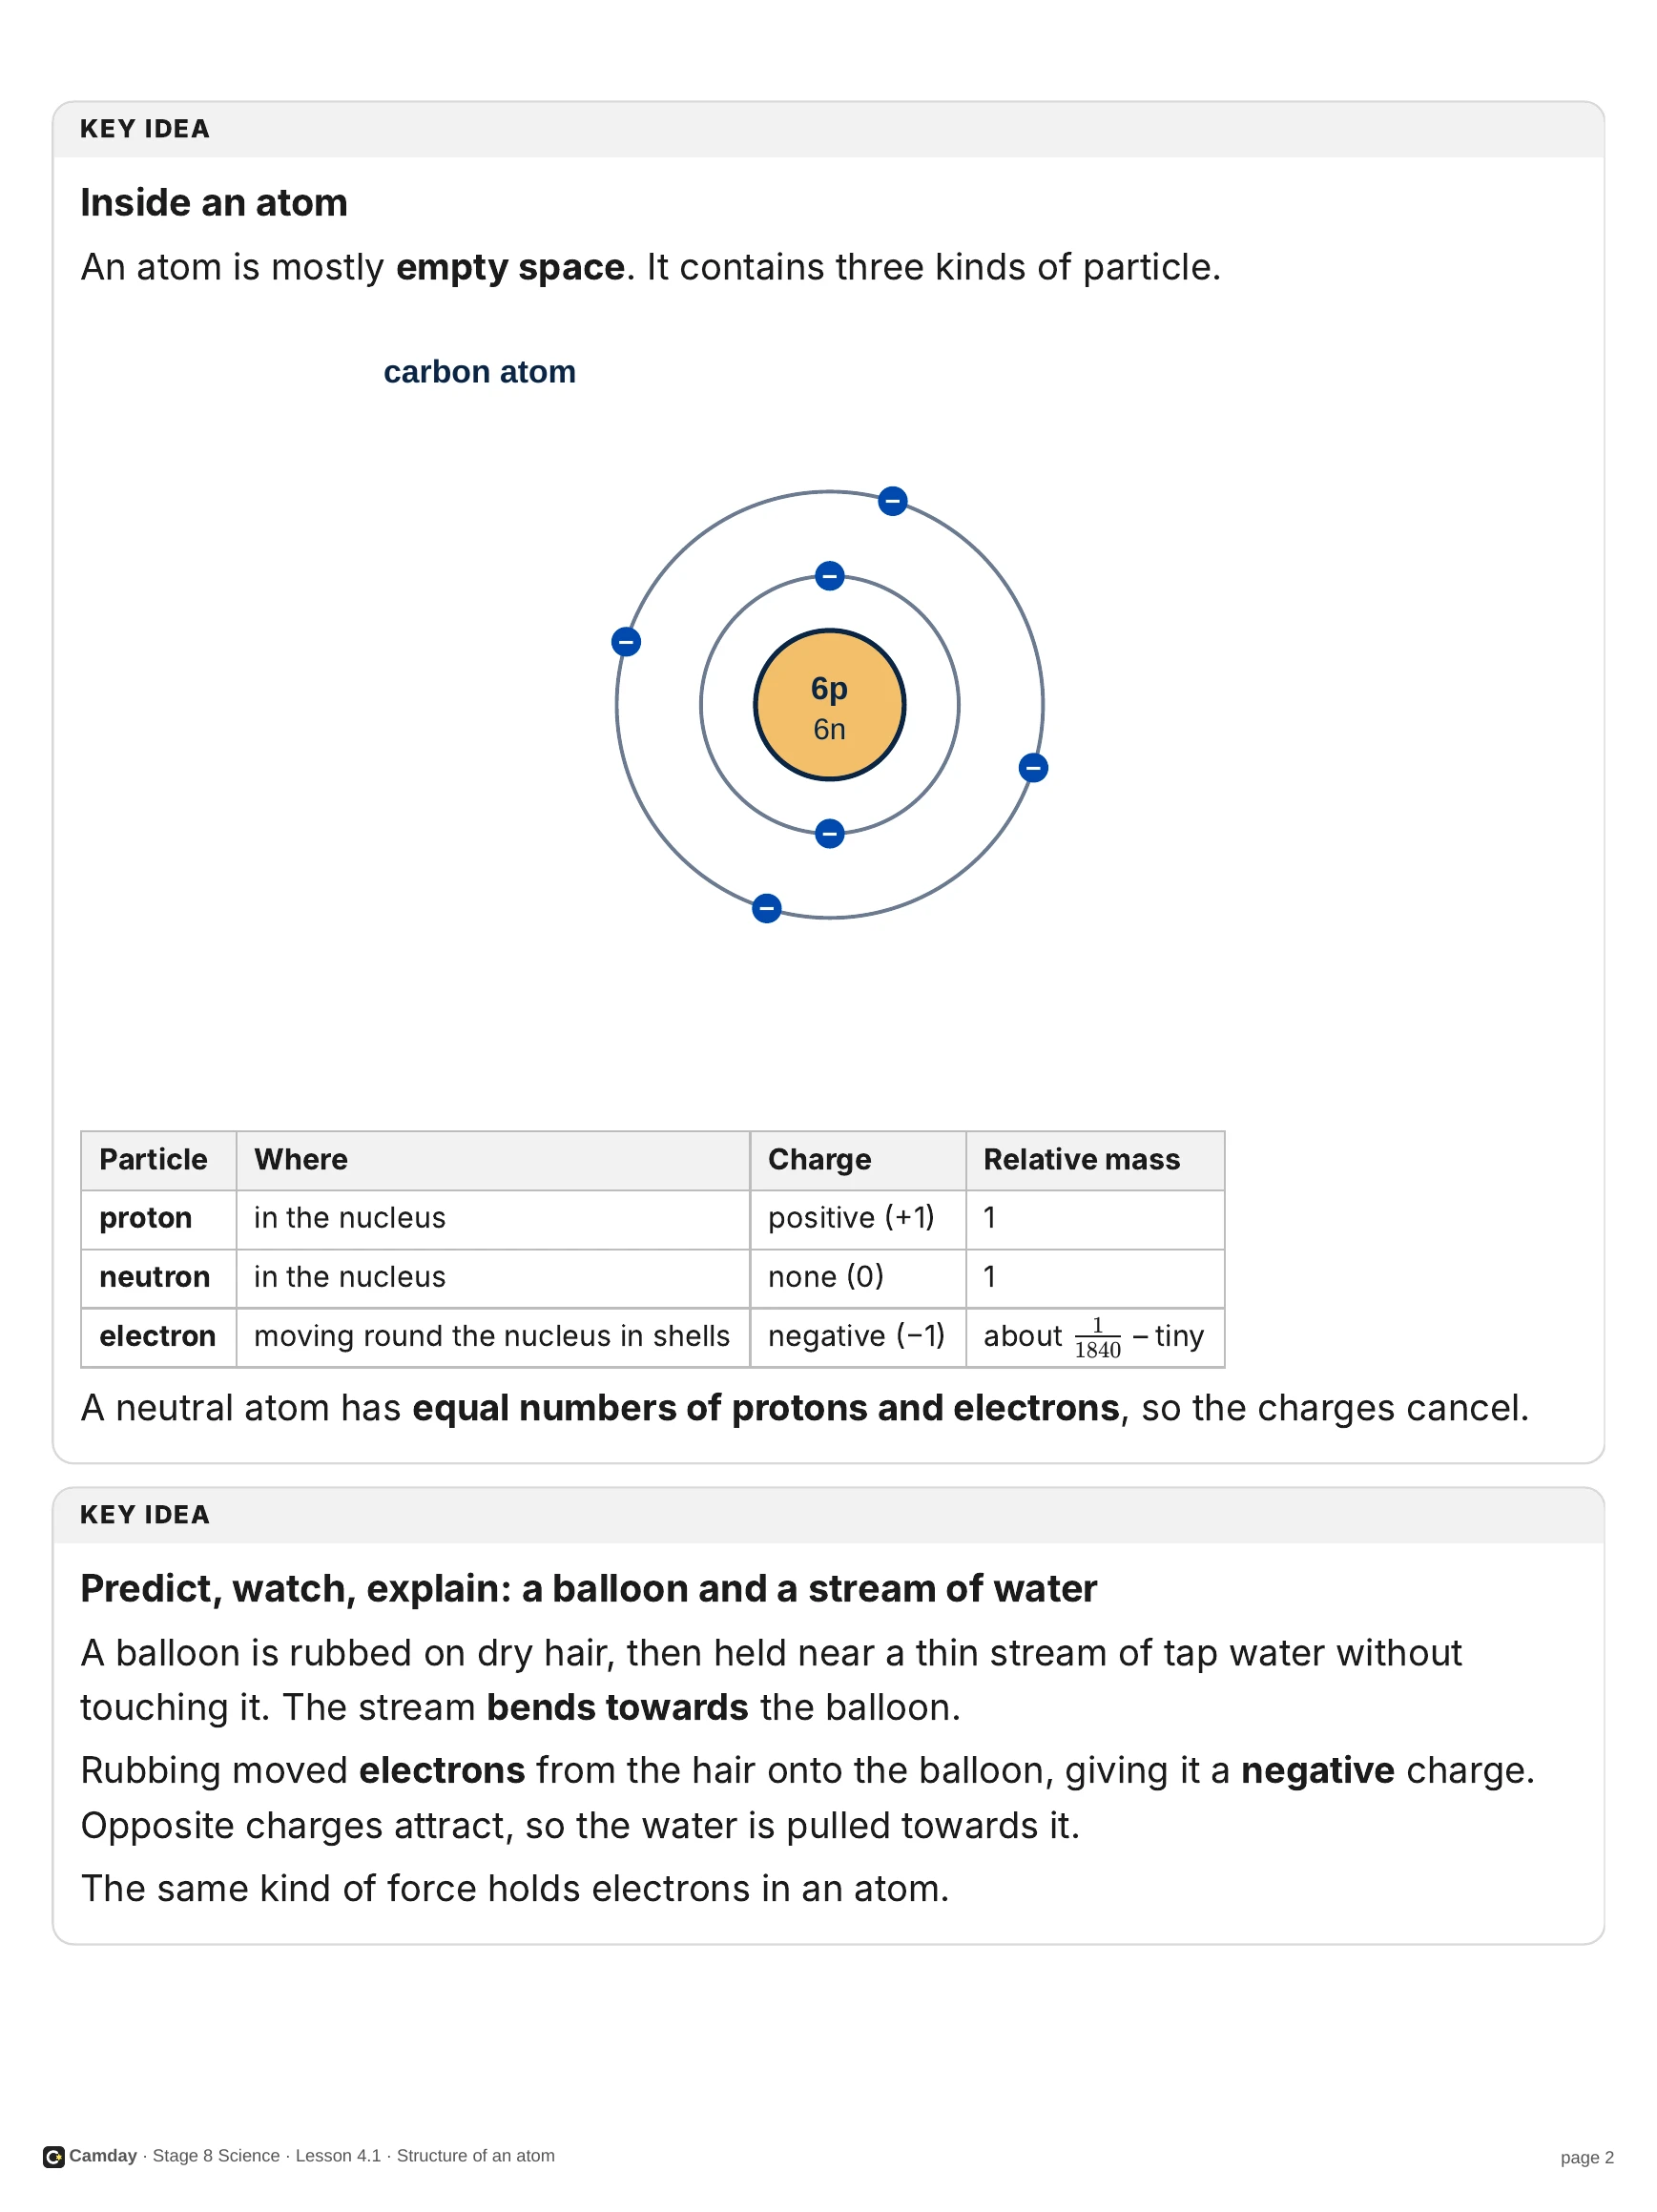 KEY IDEA
Inside an atom
An atom is mostly empty space. It contains three kinds of particle.
carbon atom
−
−
−
6p
6n
−
−
−
Particle Where Charge Relative mass
proton in the nucleus positive (+1) 1
neutron in the nucleus none (0) 1
electron moving round the nucleus in shells negative (−1) about 1/1840 – tiny
A neutral atom has equal numbers of protons and electrons, so the charges cancel.
KEY IDEA
Predict, watch, explain: a balloon and a stream of water
A balloon is rubbed on dry hair, then held near a thin stream of tap water without
touching it. The stream bends towards the balloon.
Rubbing moved electrons from the hair onto the balloon, giving it a negative charge.
Opposite charges attract, so the water is pulled towards it.
The same kind of force holds electrons in an atom.
Camday · Stage 8 Science · Lesson 4.1 · Structure of an atom page 2